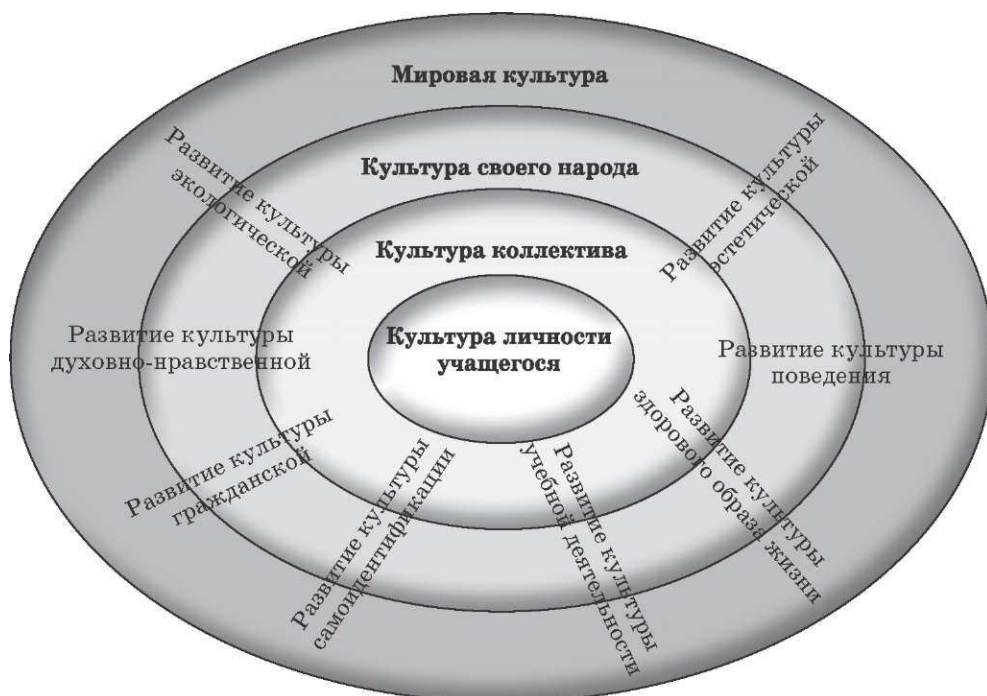 Мировая культура
Культура своего народа
Культура коллектива
Культура личности
учащегося
Развитие культуры
экологической
Развитие культуры
эстетической
Развитие культуры
духовно-нравственной
Развитие культуры
поведения
Развитие культуры
гражданской
Развитие культуры
самоидентификации
Развитие культуры
учебной деятельности
Развитие культуры
здорового образа жизни